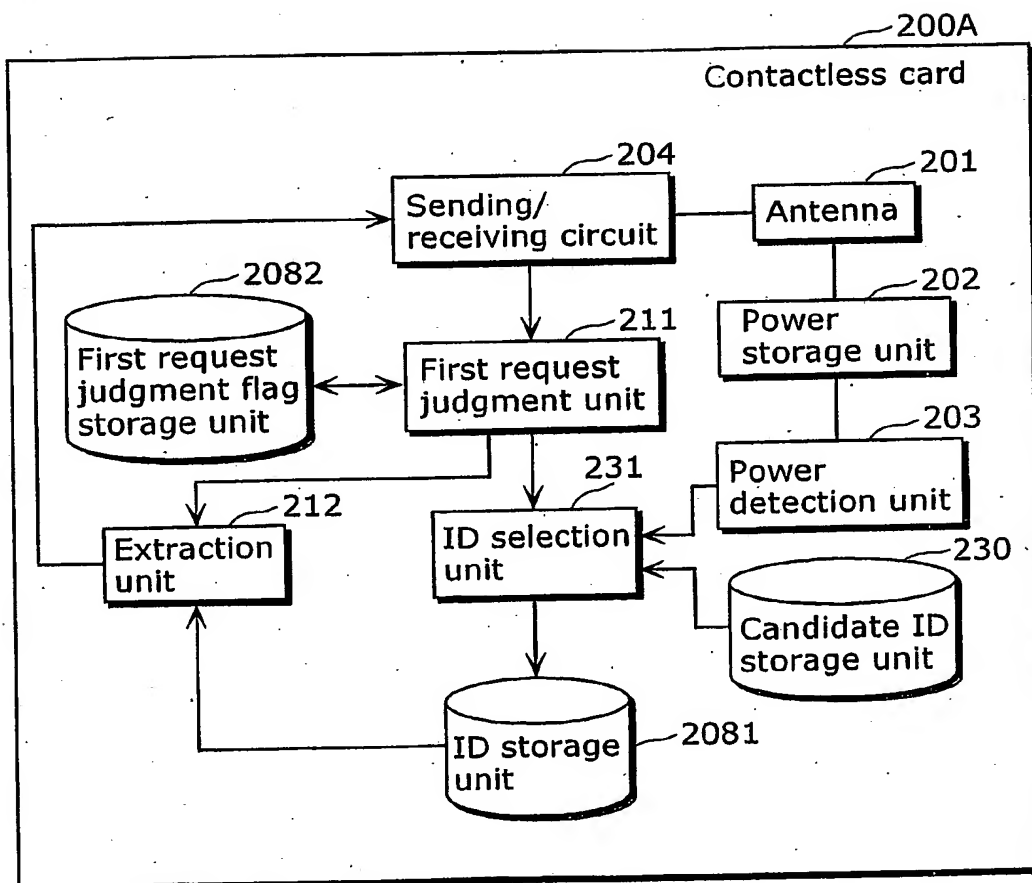 200A
Contactless card
204
Sending/
receiving circuit
201
Antenna
2082
First request
judgment flag
storage unit
211
First request
judgment unit
202
Power
storage unit
203
Power
detection unit
212
Extraction
unit
231
ID selection
unit
230
Candidate ID
storage unit
ID storage
unit
2081